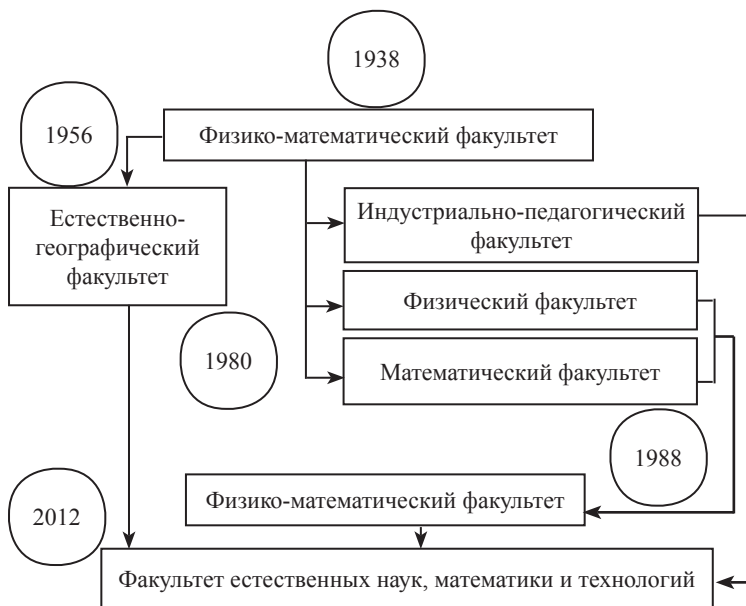 1938
1956
Физико-математический факультет
Естественно-
географический
факультет
Индустриально-педагогический
факультет
Физический факультет
1980
Математический факультет
1988
Физико-математический факультет
2012
Факультет естественных наук, математики и технологий